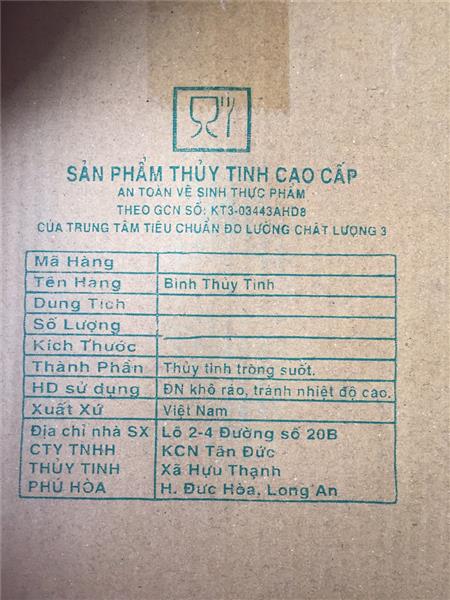 SẢN PHẨM THỦY TINH CAO CẤP
AN TOÀN VỆ SINH THỰC PHẨM
THEO GCN SỐ: KT3-03443AHD8
CỦA TRUNG TÂM TIÊU CHUẨN ĐO LƯỜNG CHẤT LƯỢNG 3
Mã Hàng
Tên Hàng Bình Thủy Tinh
Dung Tích
Số Lượng
Kích Thước
Thành Phần Thủy tinh trong suốt.
HD sử dụng ĐN khô ráo, tránh nhiệt độ cao.
Xuất Xứ Việt Nam
Địa chỉ nhà SX Lô 2-4 Đường số 20B
CTY TNHH KCN Tân Đức
THỦY TINH Xã Hựu Thạnh
PHÚ HÒA H. Đức Hòa, Long An